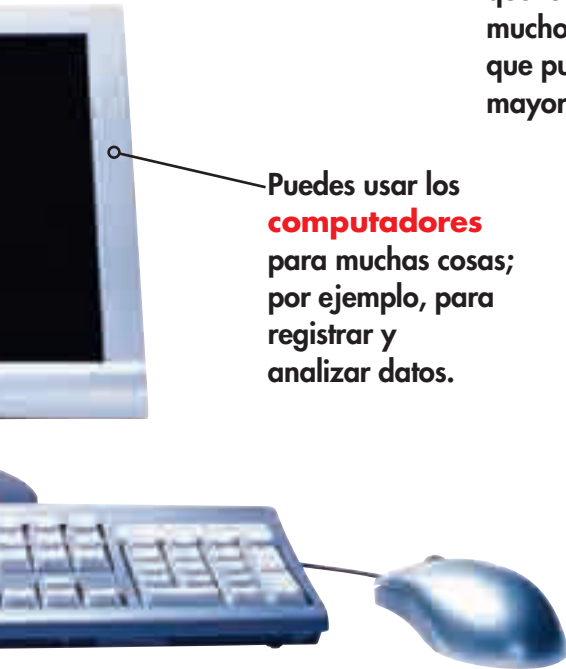 mucho
que pu
mayor
Puedes usar los
computadores
para muchas cosas;
por ejemplo, para
registrar y
analizar datos.